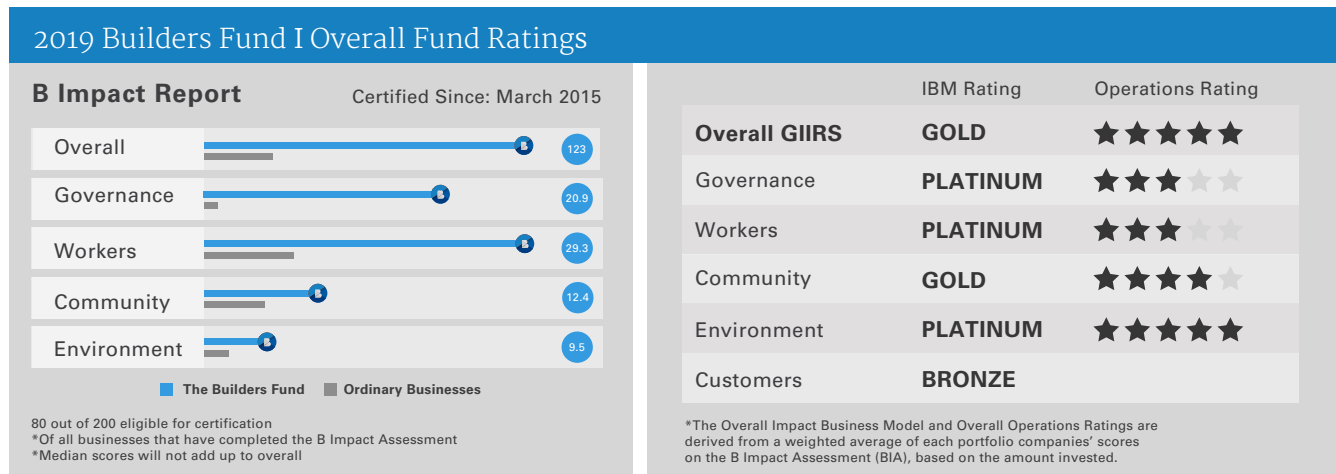 2019 Builders Fund I Overall Fund Ratings
B Impact Report
Certified Since: March 2015
Overall
123
Governance
20.9
Workers
29.3
Community
12.4
Environment
9.5
The Builders Fund
Ordinary Businesses
80 out of 200 eligible for certification
*Of all businesses that have completed the B Impact Assessment
*Median scores will not add up to overall
IBM Rating Operations Rating
Overall GIIRS GOLD
Governance PLATINUM
Workers PLATINUM
Community GOLD
Environment PLATINUM
Customers BRONZE
*The Overall Impact Business Model and Overall Operations Ratings are
derived from a weighted average of each portfolio companies' scores
on the B Impact Assessment (BIA), based on the amount invested.